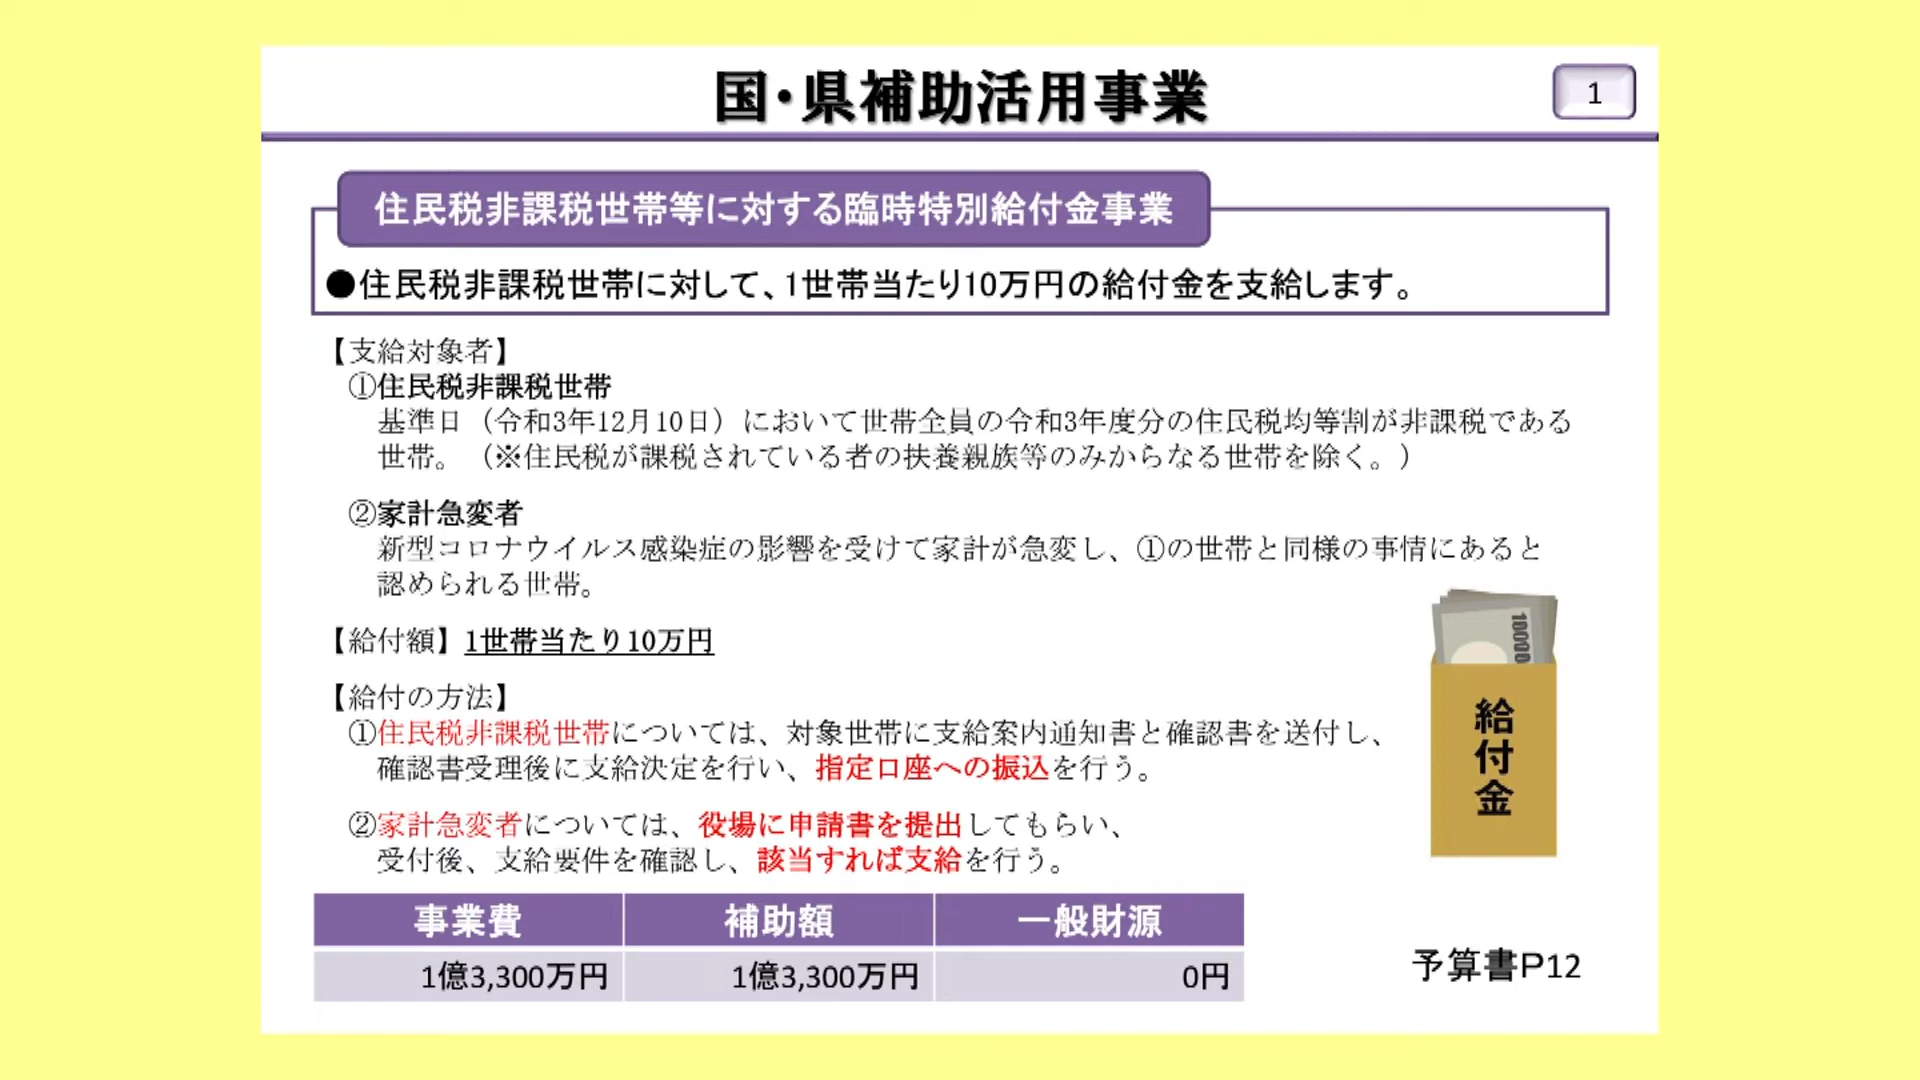 国・県補助活用事業
1
住民税非課税世帯等に対する臨時特別給付金事業
●住民税非課税世帯に対して、1世帯当たり10万円の給付金を支給します。
【支給対象者】
①住民税非課税世帯
基準日（令和3年12月10日）において世帯全員の令和3年度分の住民税均等割が非課税である
世帯。（※住民税が課税されている者の扶養親族等のみからなる世帯を除く。）
②家計急変者
新型コロナウイルス感染症の影響を受けて家計が急変し、①の世帯と同様の事情にあると
認められる世帯。
【給付額】1世帯当たり10万円
【給付の方法】
①住民税非課税世帯については、対象世帯に支給案内通知書と確認書を送付し、
確認書受理後に支給決定を行い、指定口座への振込を行う。
②家計急変者については、役場に申請書を提出してもらい、
受付後、支給要件を確認し、該当すれば支給を行う。
10000
給付金
事業費 補助額 一般財源
1億3,300万円 1億3,300万円 0円
予算書P12